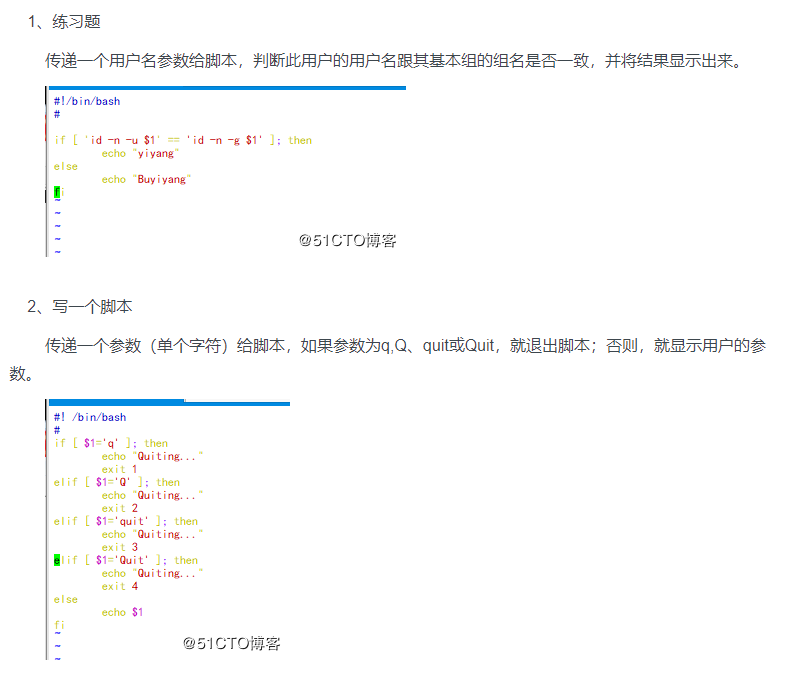 1、练习题
传递一个用户名参数给脚本，判断此用户的用户名跟其基本组的组名是否一致，并将结果显示出来。
#!/bin/bash
#
if [ 'id -n -u $1' == 'id -n -g $1' ]; then
echo "yiyang"
else
echo "Buyiyang"
fi
~
~
~
~
~
@51CTO博客
2、写一个脚本
传递一个参数（单个字符）给脚本，如果参数为q,Q、quit或Quit，就退出脚本；否则，就显示用户的参
数。
#! /bin/bash
#
if [ $1='q' ]; then
echo "Quiting..."
exit 1
elif [ $1='Q' ]; then
echo "Quiting..."
exit 2
elif [ $1='quit' ]; then
echo "Quiting..."
exit 3
elif [ $1='Quit' ]; then
echo "Quiting..."
exit 4
else
echo $1
fi
~
~
~
@51CTO博客